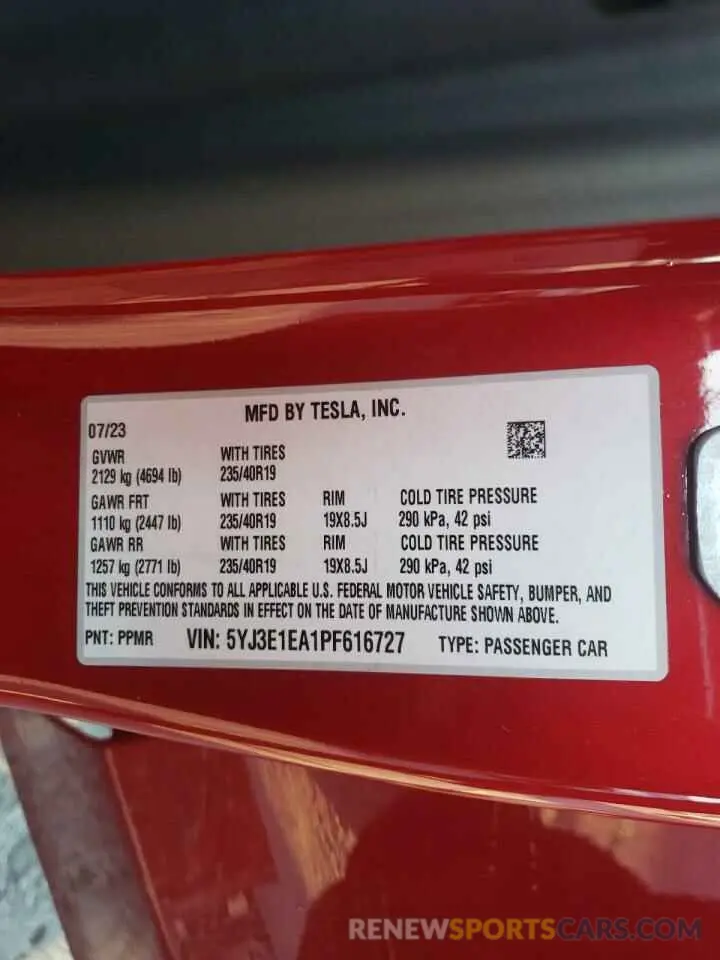 MFD BY TESLA, INC.
07/23
GVWR WITH TIRES
2129 kg (4694 lb) 235/40R19
GAWR FRT WITH TIRES RIM COLD TIRE PRESSURE
1110 kg (2447 lb) 235/40R19 19X8.5J 290 kPa, 42 psi
GAWR RR WITH TIRES RIM COLD TIRE PRESSURE
1257 kg (2771 lb) 235/40R19 19X8.5J 290 kPa, 42 psi
THIS VEHICLE CONFORMS TO ALL APPLICABLE U.S. FEDERAL MOTOR VEHICLE SAFETY, BUMPER, AND
THEFT PREVENTION STANDARDS IN EFFECT ON THE DATE OF MANUFACTURE SHOWN ABOVE.
PNT: PPMR VIN: 5YJ3E1EA1PF616727 TYPE: PASSENGER CAR
RENEWSPORTSCARS.COM